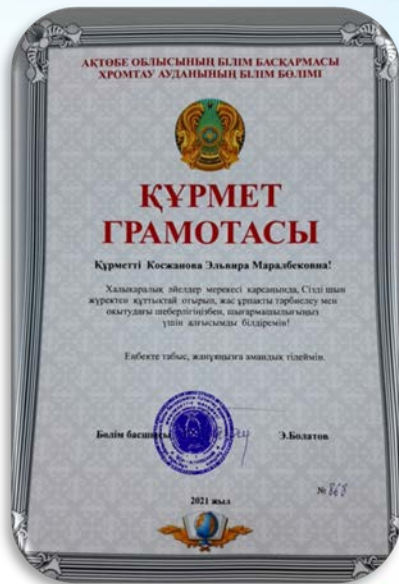 АҚТӨБЕ ОБЛЫСЫНЫҢ БІЛІМ БАСҚАРМАСЫ
ХРОМТАУ АУДАНЫНЫҢ БІЛІМ БӨЛІМІ
ҚҰРМЕТ
ГРАМОТАСЫ
Құрметті Косжанова Эльвира Маралбековна!
Халықаралық әйелдер мерекесі қарсаңында, Сізді шын
жүректен құттықтай отырып, жас ұрпақты тәрбиелеу мен
оқытудағы шеберлігіңізбен, шығармашылығыңыз
үшін алғысымды білдіремін!
Еңбекте табыс, жанұяңызға амандық тілеймін.
Бөлім басшысы Э.Болатов
№ 868
2021 жыл